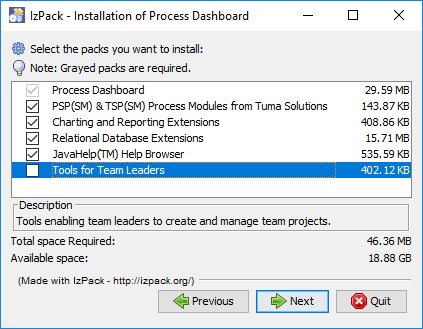 IzPack - Installation of Process Dashboard
Select the packs you want to install:
Note: Grayed packs are required.
Process Dashboard 29.59 MB
PSP(SM) & TSP(SM) Process Modules from Tuma Solutions 143.87 KB
Charting and Reporting Extensions 408.86 KB
Relational Database Extensions 15.71 MB
JavaHelp(TM) Help Browser 535.59 KB
Tools for Team Leaders 402.12 KB
Description
Tools enabling team leaders to create and manage team projects.
Total space Required: 46.36 MB
Available space: 18.88 GB
(Made with IzPack - http://izpack.org/)
Previous Next Quit